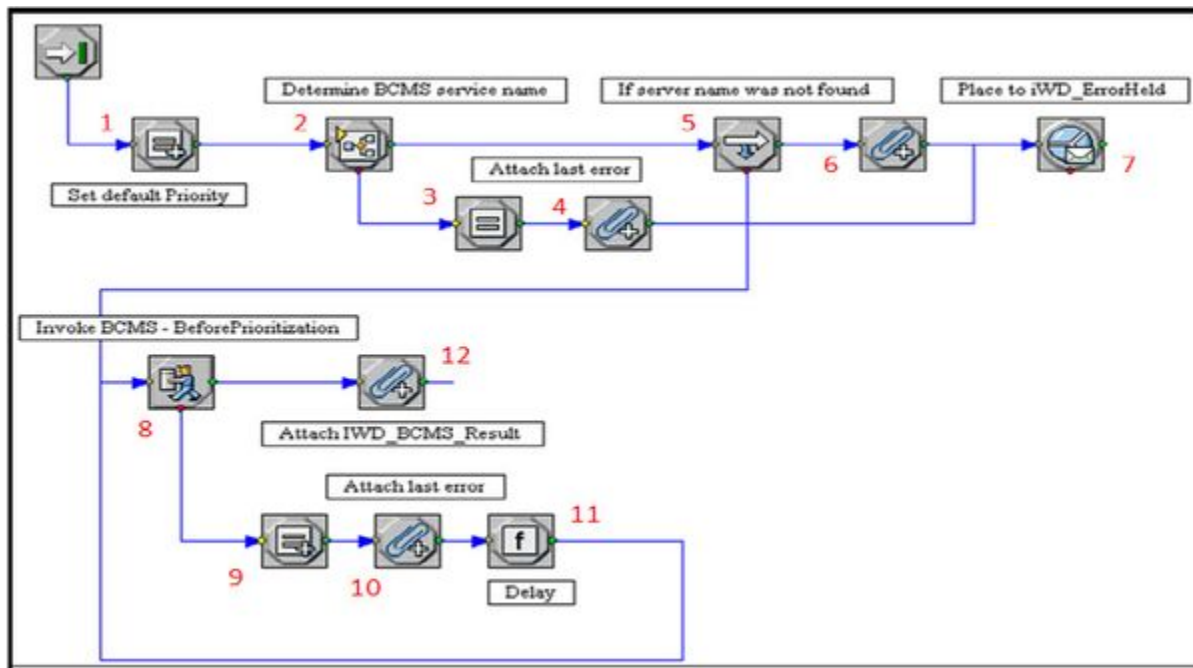 Determine BCMS service name
If server name was not found
Place to iWD_ErrorHeld
1
2
5
6
7
Set default Priority
Attach last error
3
4
Invoke BCMS - BeforePrioritization
12
8
Attach IWD_BCMS_Result
Attach last error
11
f
9
10
Delay